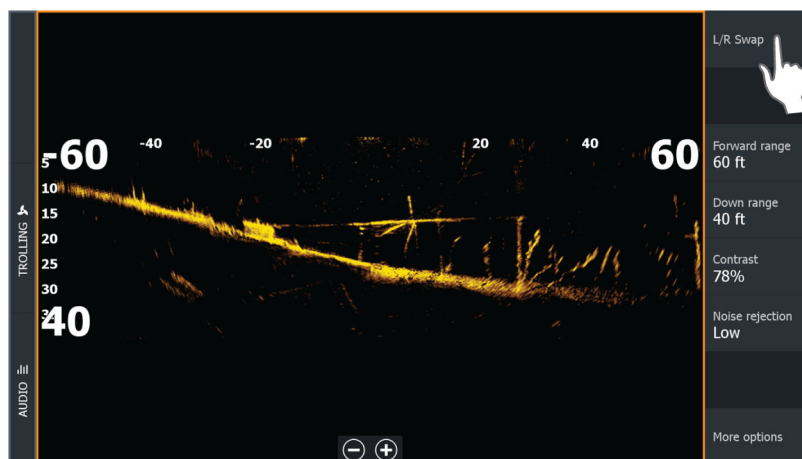 L/R Swap
-60
-40
-20
20
40
60
5
10
15
20
25
30
40
Forward range
60 ft
Down range
40 ft
Contrast
78%
Noise rejection
Low
More options
TROLLING
AUDIO